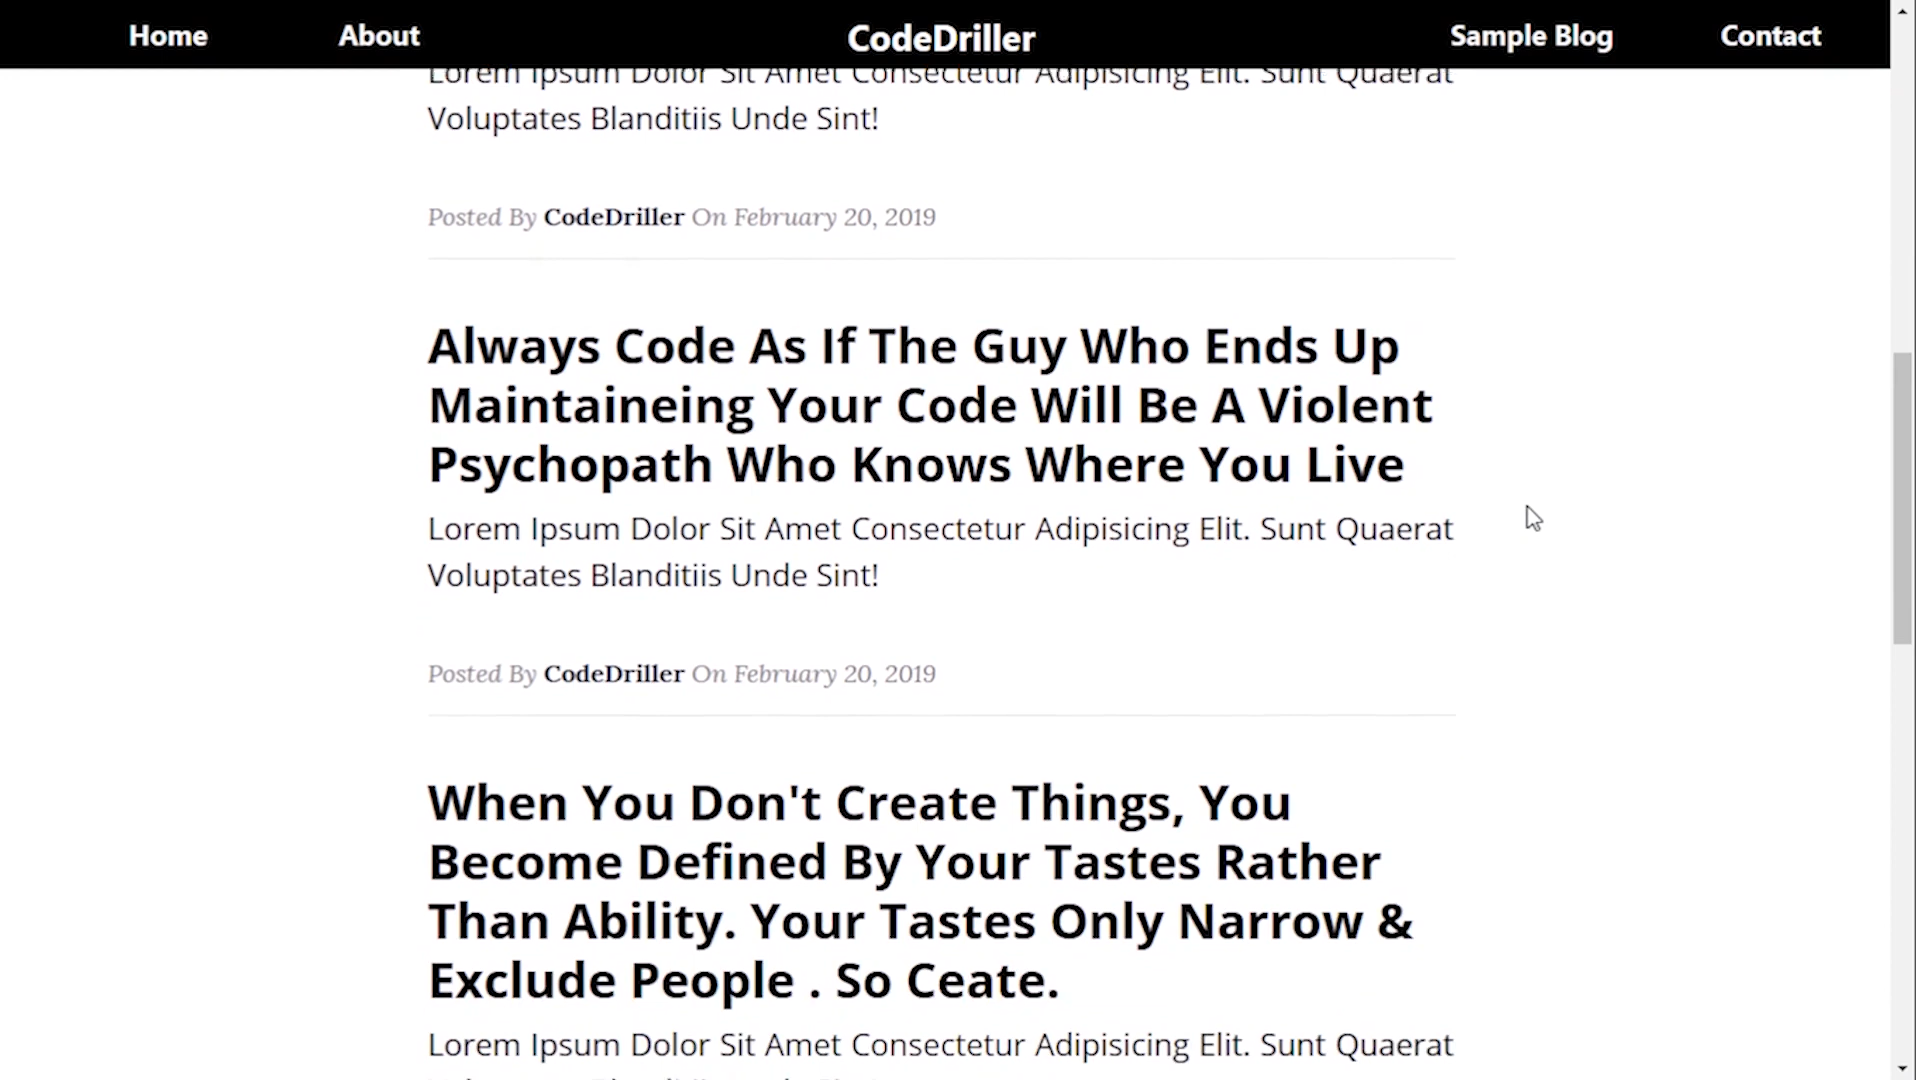 Home About CodeDriller Sample Blog Contact
Lorem Ipsum Dolor Sit Amet Consectetur Adipisicing Elit. Sunt Quaerat
Voluptates Blanditiis Unde Sint!
Posted By CodeDriller On February 20, 2019
Always Code As If The Guy Who Ends Up
Maintaineing Your Code Will Be A Violent
Psychopath Who Knows Where You Live
Lorem Ipsum Dolor Sit Amet Consectetur Adipisicing Elit. Sunt Quaerat
Voluptates Blanditiis Unde Sint!
Posted By CodeDriller On February 20, 2019
When You Don't Create Things, You
Become Defined By Your Tastes Rather
Than Ability. Your Tastes Only Narrow &
Exclude People . So Ceate.
Lorem Ipsum Dolor Sit Amet Consectetur Adipisicing Elit. Sunt Quaerat